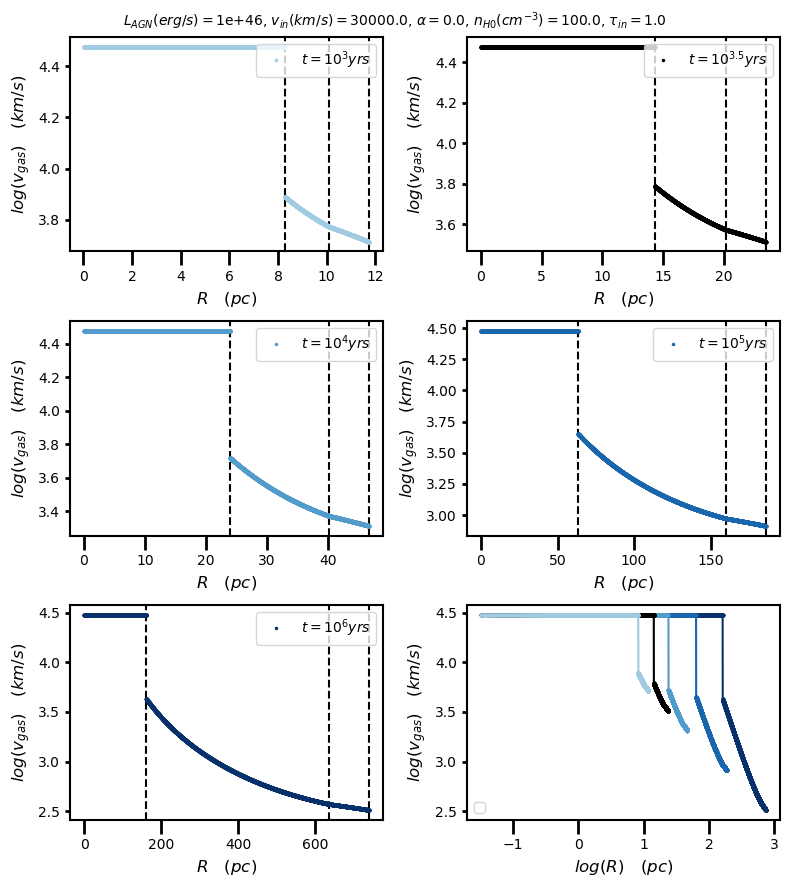 L_AGN(erg/s) = 1e+46, v_in(km/s) = 30000.0, α = 0.0, n_H0(cm^−3) = 100.0, τ_in = 1.0
log(v_gas) (km/s)
4.4
4.2
4.0
3.8
t = 10^3 yrs
0 2 4 6 8 10 12
R (pc)
log(v_gas) (km/s)
4.4
4.2
4.0
3.8
3.6
t = 10^3.5 yrs
0 5 10 15 20
R (pc)
log(v_gas) (km/s)
4.4
4.2
4.0
3.8
3.6
3.4
t = 10^4 yrs
0 10 20 30 40
R (pc)
log(v_gas) (km/s)
4.50
4.25
4.00
3.75
3.50
3.25
3.00
t = 10^5 yrs
0 50 100 150
R (pc)
log(v_gas) (km/s)
4.5
4.0
3.5
3.0
2.5
t = 10^6 yrs
0 200 400 600
R (pc)
log(v_gas) (km/s)
4.5
4.0
3.5
3.0
2.5
−1 0 1 2 3
log(R) (pc)